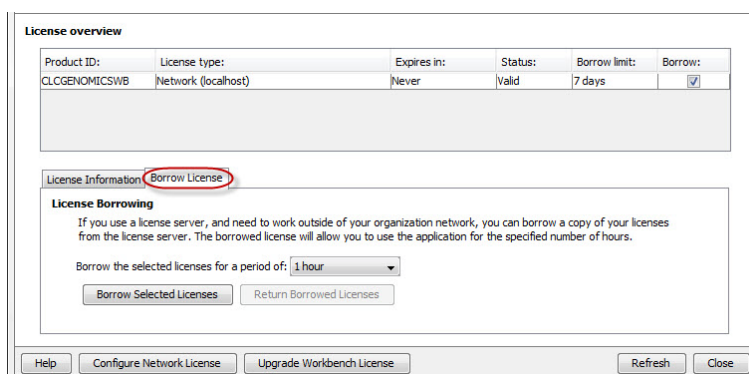 License overview
Product ID: License type: Expires in: Status: Borrow limit: Borrow:
CLCGENOMICSWB Network (localhost) Never Valid 7 days
License Information Borrow License
License Borrowing
If you use a license server, and need to work outside of your organization network, you can borrow a copy of your licenses
from the license server. The borrowed license will allow you to use the application for the specified number of hours.
Borrow the selected licenses for a period of: 1 hour
Borrow Selected Licenses Return Borrowed Licenses
Help Configure Network License Upgrade Workbench License Refresh Close